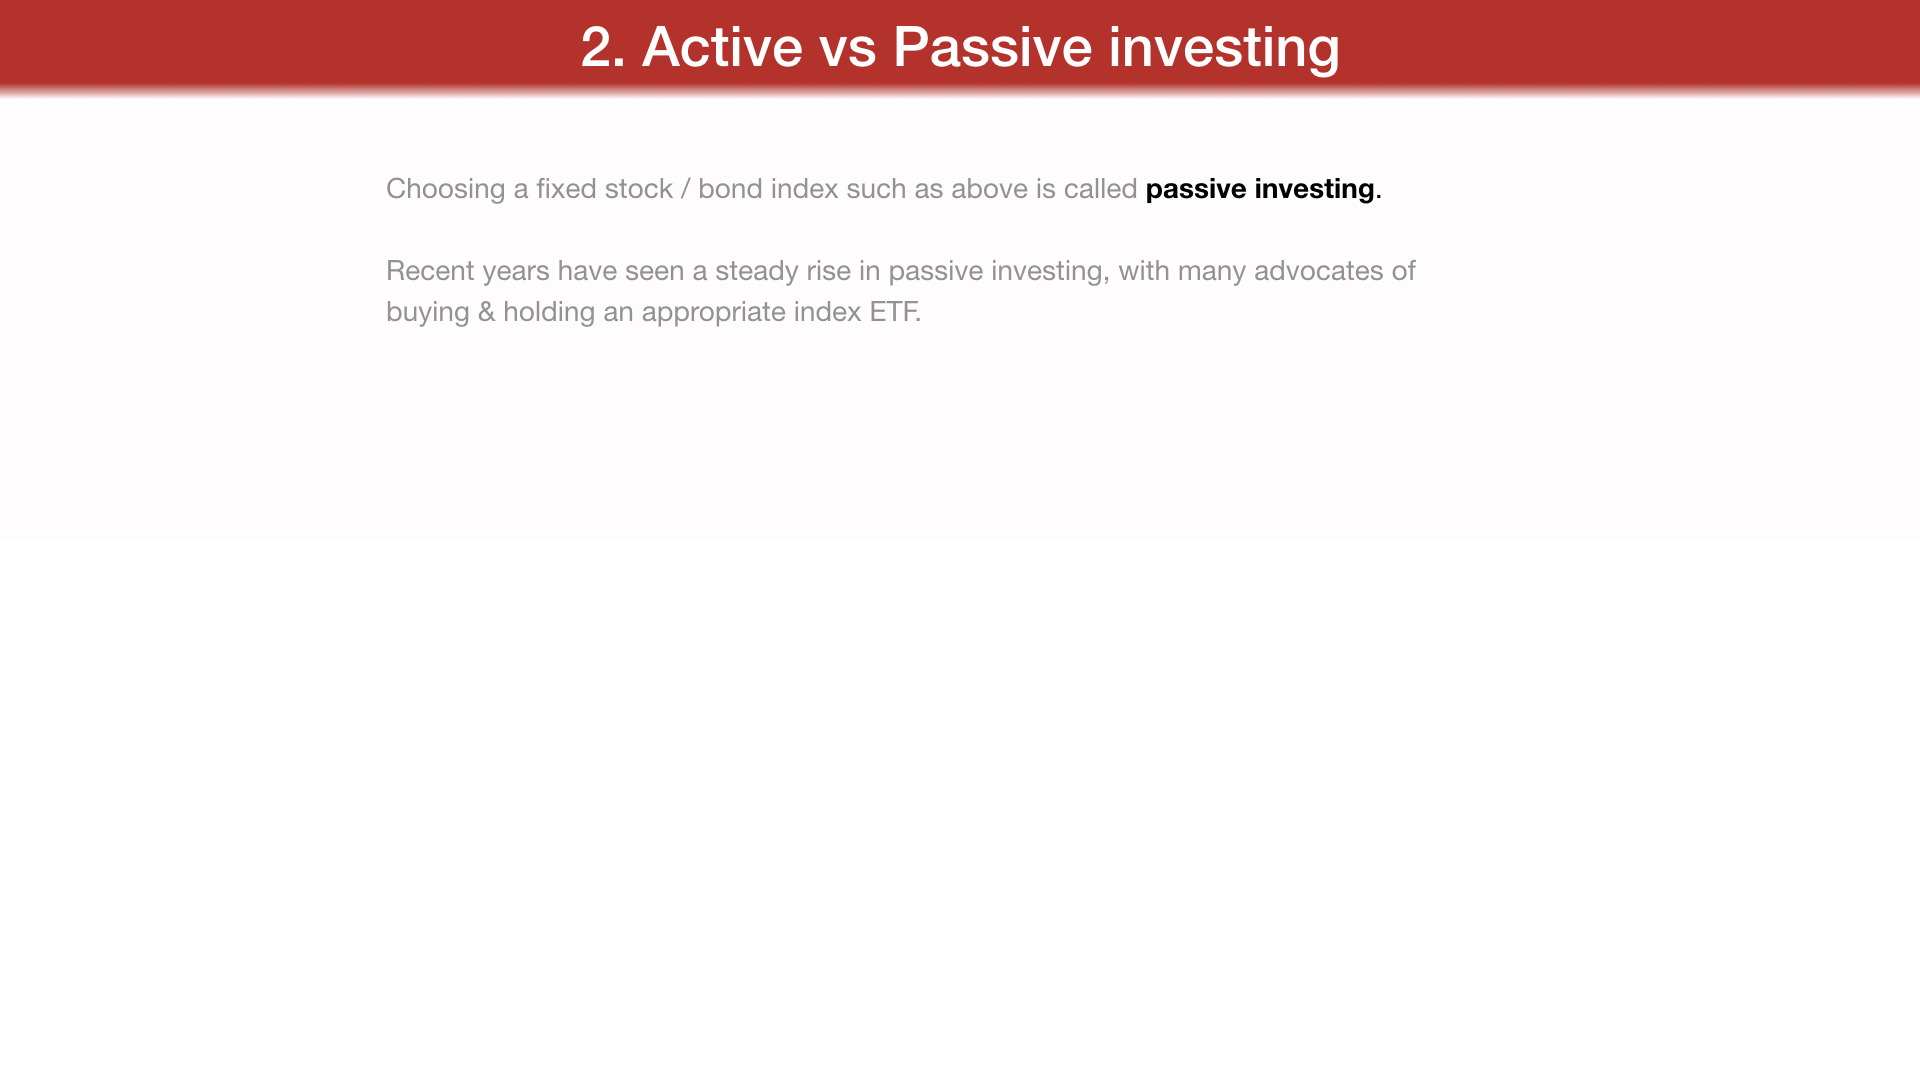 2. Active vs Passive investing
Choosing a fixed stock / bond index such as above is called passive investing.
Recent years have seen a steady rise in passive investing, with many advocates of
buying & holding an appropriate index ETF.